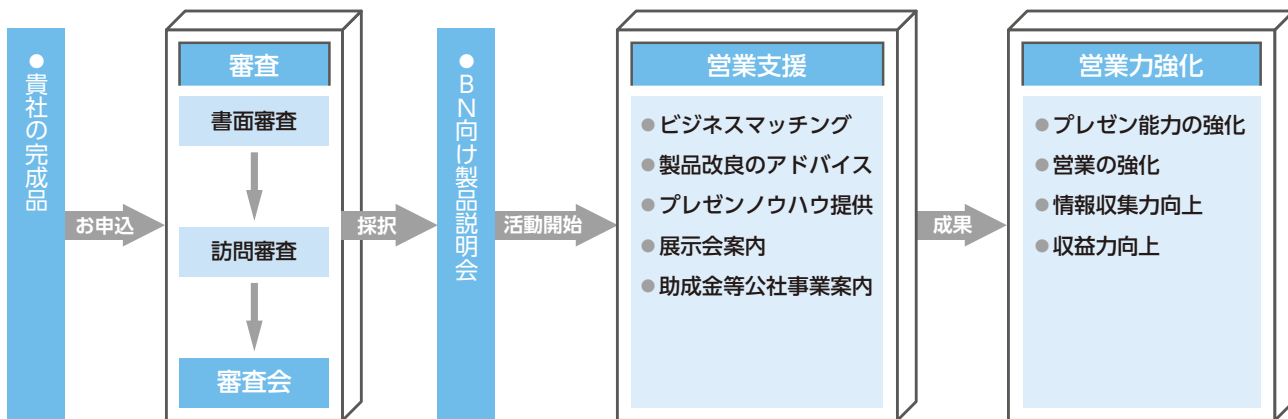 ●貴社の完成品
お申込
審査
書面審査
訪問審査
審査会
採択
●BN向け製品説明会
活動開始
営業支援
●ビジネスマッチング
●製品改良のアドバイス
●プレゼンノウハウ提供
●展示会案内
●助成金等公社事業案内
成果
営業力強化
●プレゼン能力の強化
●営業の強化
●情報収集力向上
●収益力向上